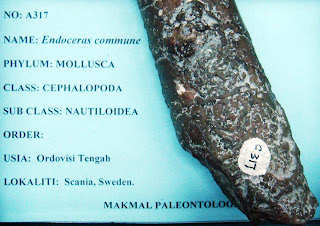 NO: A317
NAME: Endoceras commune
PHYLUM: MOLLUSCA
CLASS: CEPHALOPODA
SUB CLASS: NAUTILOIDEA
ORDER:
USIA: Ordovisi Tengah
LOKALITI: Scania, Sweden.
MAKMAL PALEONTOLOG
C317